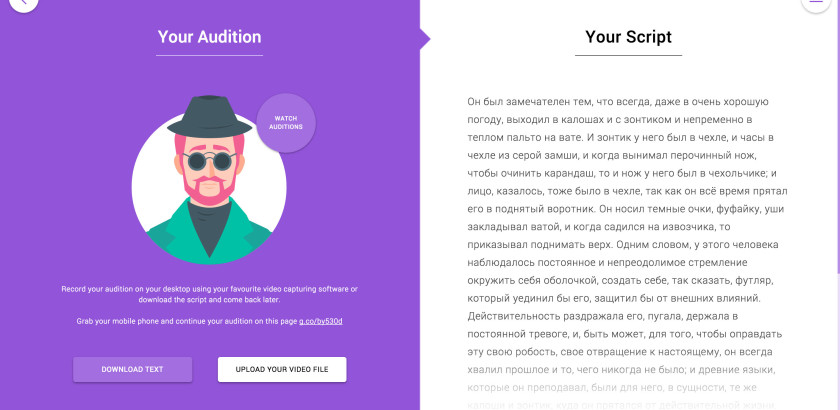 Your Audition
WATCH
AUDITIONS
Record your audition on your desktop using your favourite video capturing software or
download the script and come back later.
Grab your mobile phone and continue your audition on this page g.co/by530d
DOWNLOAD TEXT
UPLOAD YOUR VIDEO FILE
Your Script
Он был замечателен тем, что всегда, даже в очень хорошую
погоду, выходил в калошах и с зонтиком и непременно в
теплом пальто на вате. И зонтик у него был в чехле, и часы в
чехле из серой замши, и когда вынимал перочинный нож,
чтобы очинить карандаш, то и нож у него был в чехольчике; и
лицо, казалось, тоже было в чехле, так как он всё время прятал
его в поднятый воротник. Он носил темные очки, фуфайку, уши
закладывал ватой, и когда садился на извозчика, то
приказывал поднимать верх. Одним словом, у этого человека
наблюдалось постоянное и непреодолимое стремление
окружить себя оболочкой, создать себе, так сказать, футляр,
который уединил бы его, защитил бы от внешних влияний.
Действительность раздражала его, пугала, держала в
постоянной тревоге, и, быть может, для того, чтобы оправдать
эту свою робость, свое отвращение к настоящему, он всегда
хвалил прошлое и то, чего никогда не было; и древние языки,
которые он преподавал, были для него, в сущности, те же
калоши и зонтик, куда он прятался от действительной жизни.